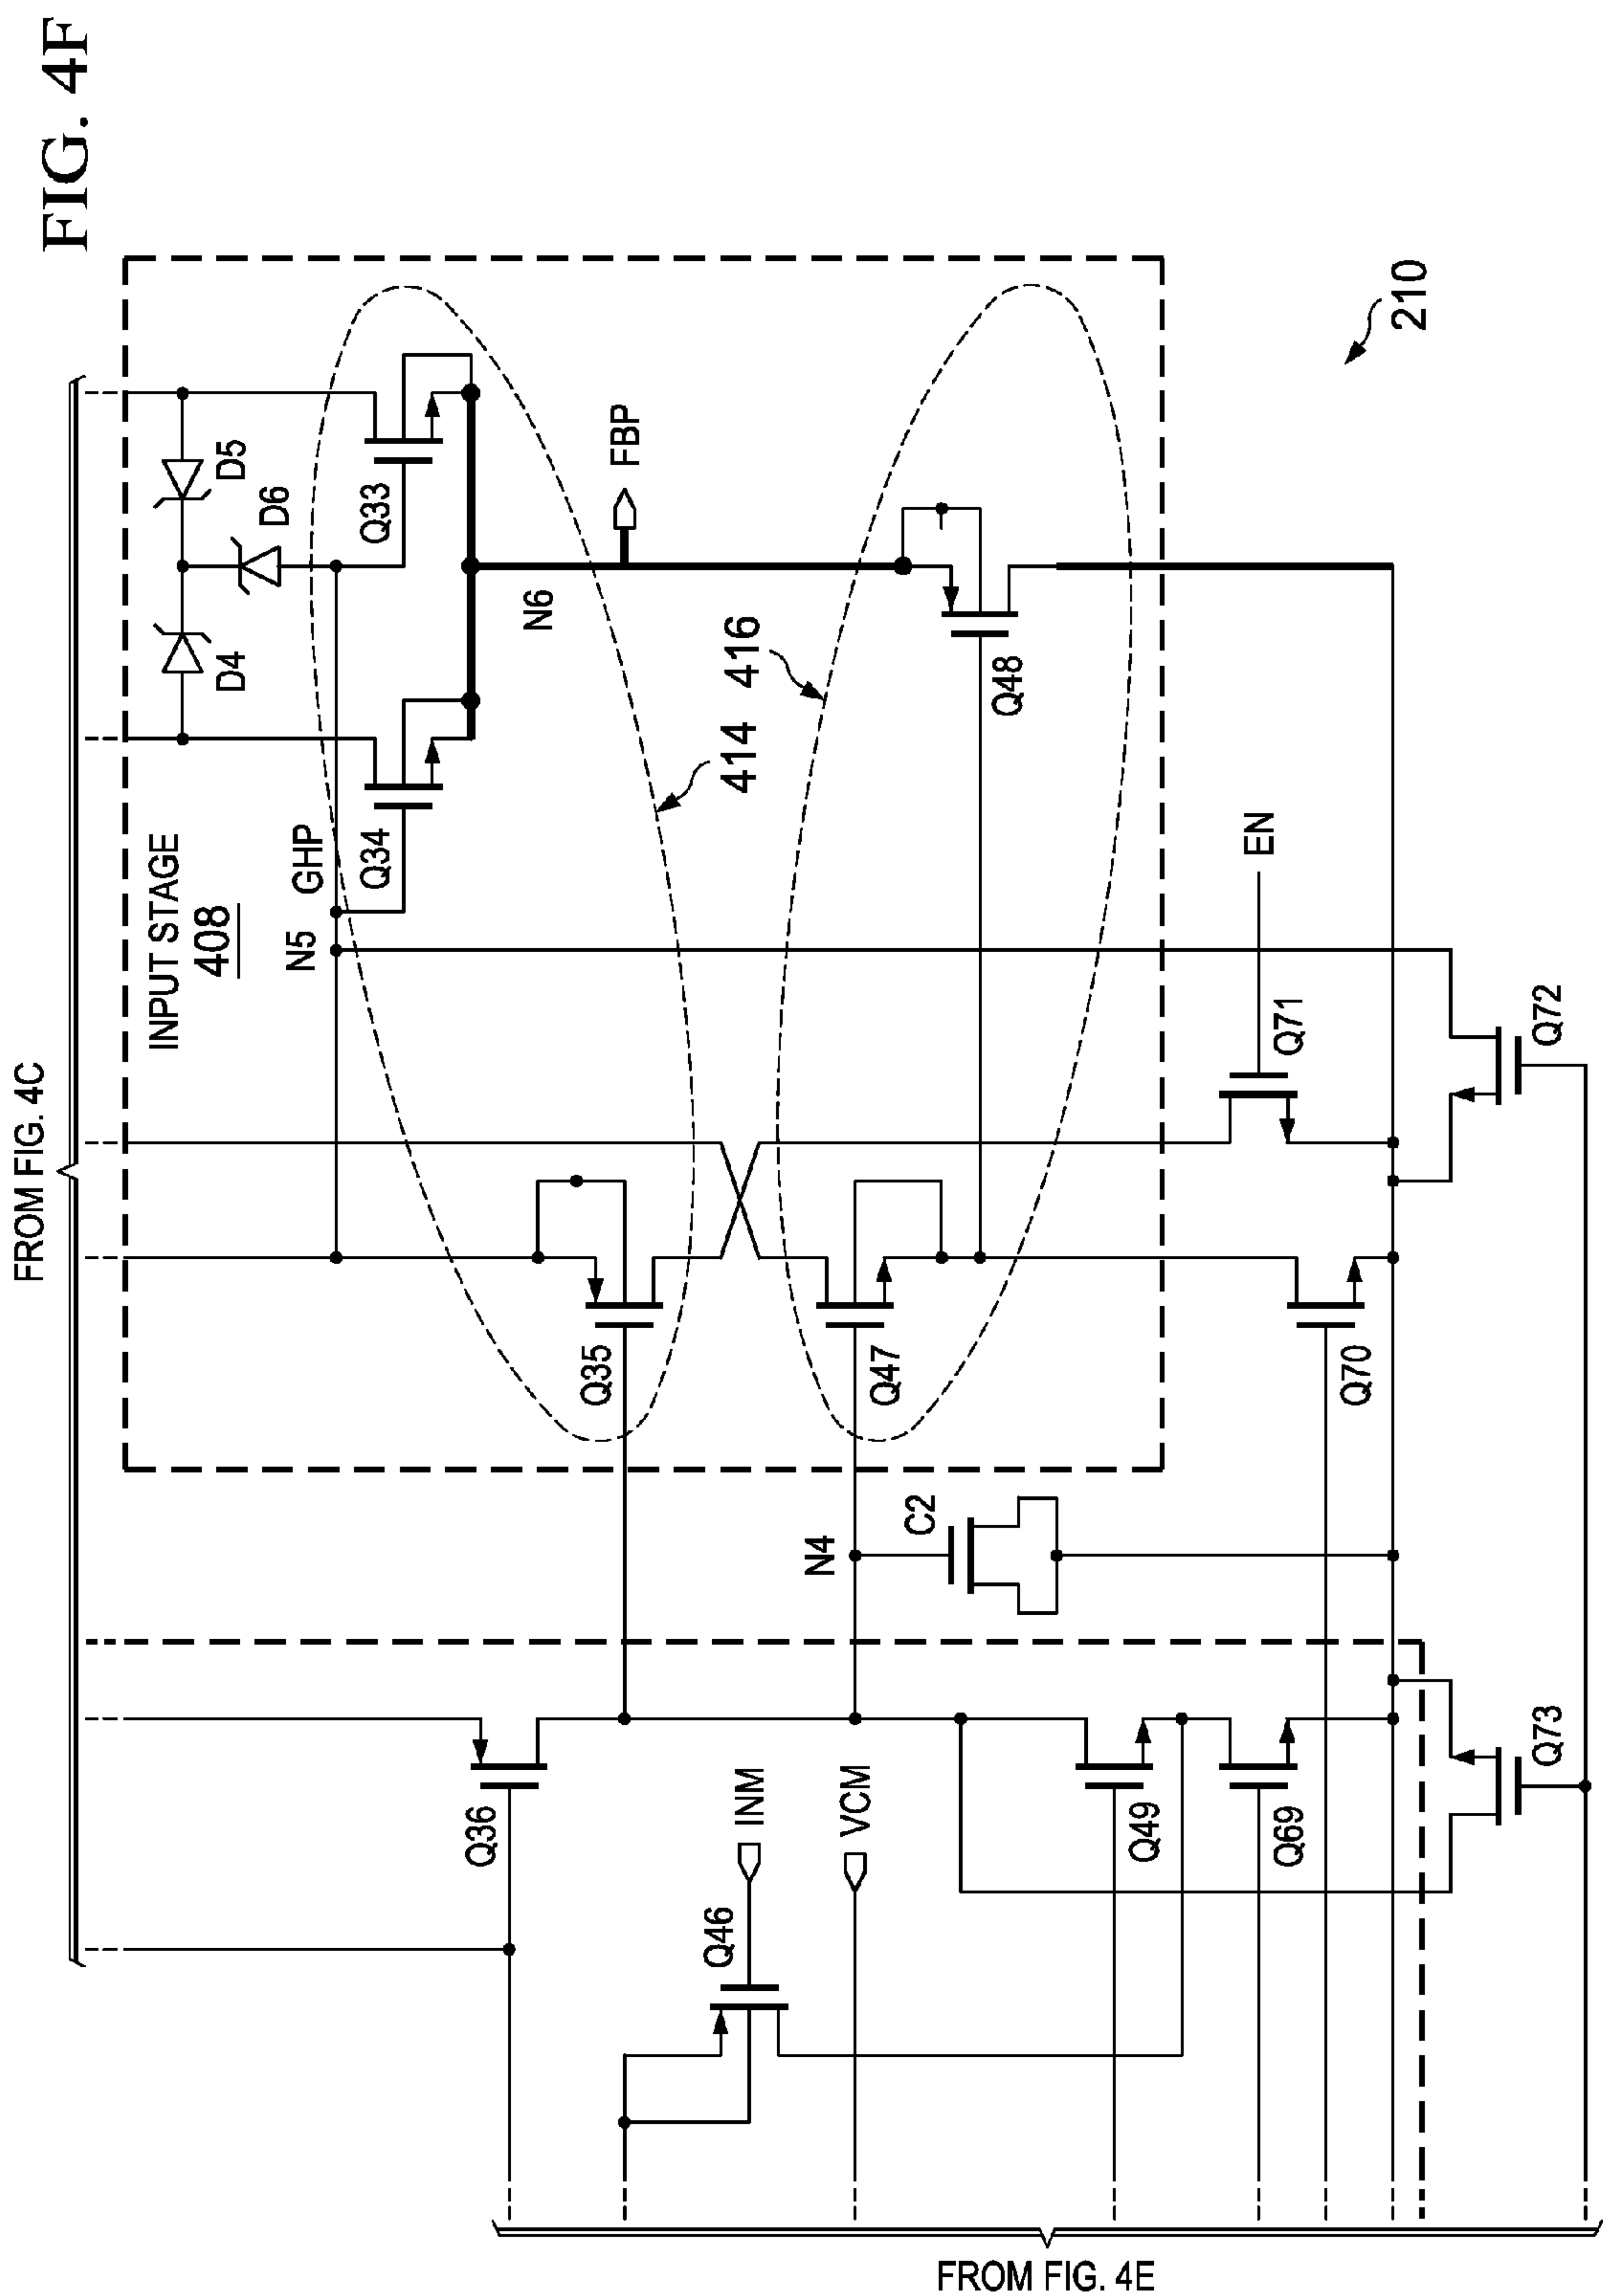 FIG. 4F
FROM FIG. 4C
INPUT STAGE
408
D4
D5
D6
N5
GHP
Q34
Q33
N6
FBP
414
416
Q35
Q47
Q48
EN
Q71
Q70
Q72
210
N4
C2
Q36
INM
VCM
Q46
Q49
Q69
Q73
FROM FIG. 4E